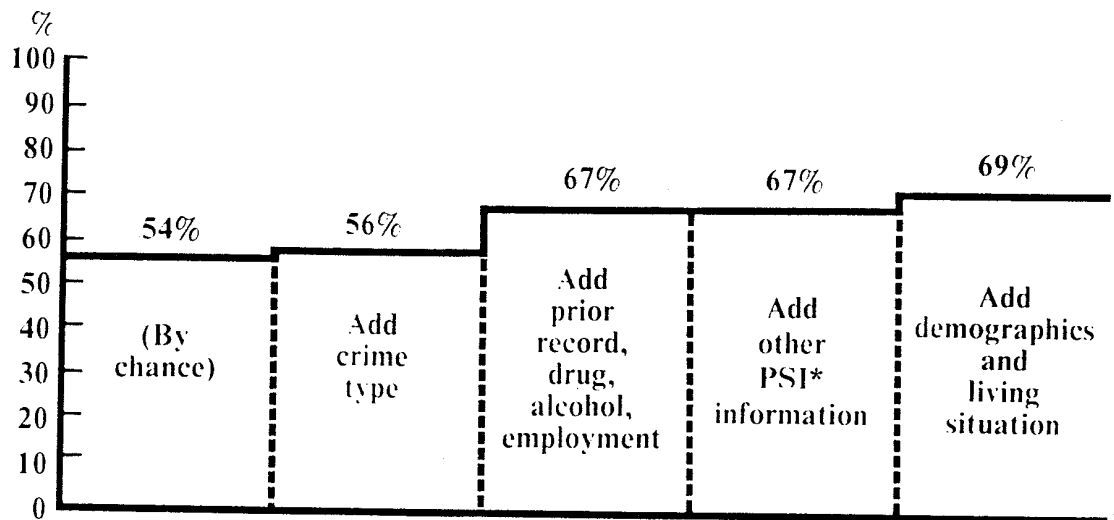 %
100
90
80
70
60
50
40
30
20
10
0
54%
56%
67%
67%
69%
(By
chance)
Add
crime
type
Add
prior
record,
drug,
alcohol,
employment
Add
other
PSI*
information
Add
demographics
and
living
situation